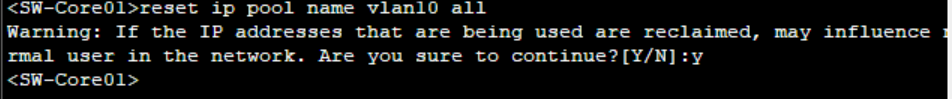 <SW-Core01>reset ip pool name vlan10 all
Warning: If the IP addresses that are being used are reclaimed, may influence
rmal user in the network. Are you sure to continue?[Y/N]:y
<SW-Core01>